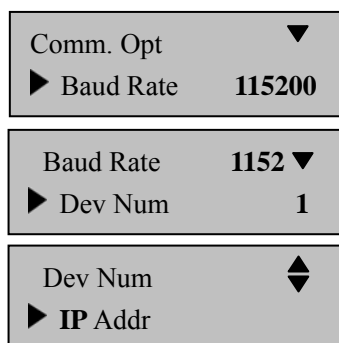 Comm. Opt ▼
▶ Baud Rate 115200
Baud Rate 1152 ▼
▶ Dev Num 1
Dev Num ▲▼
▶ IP Addr